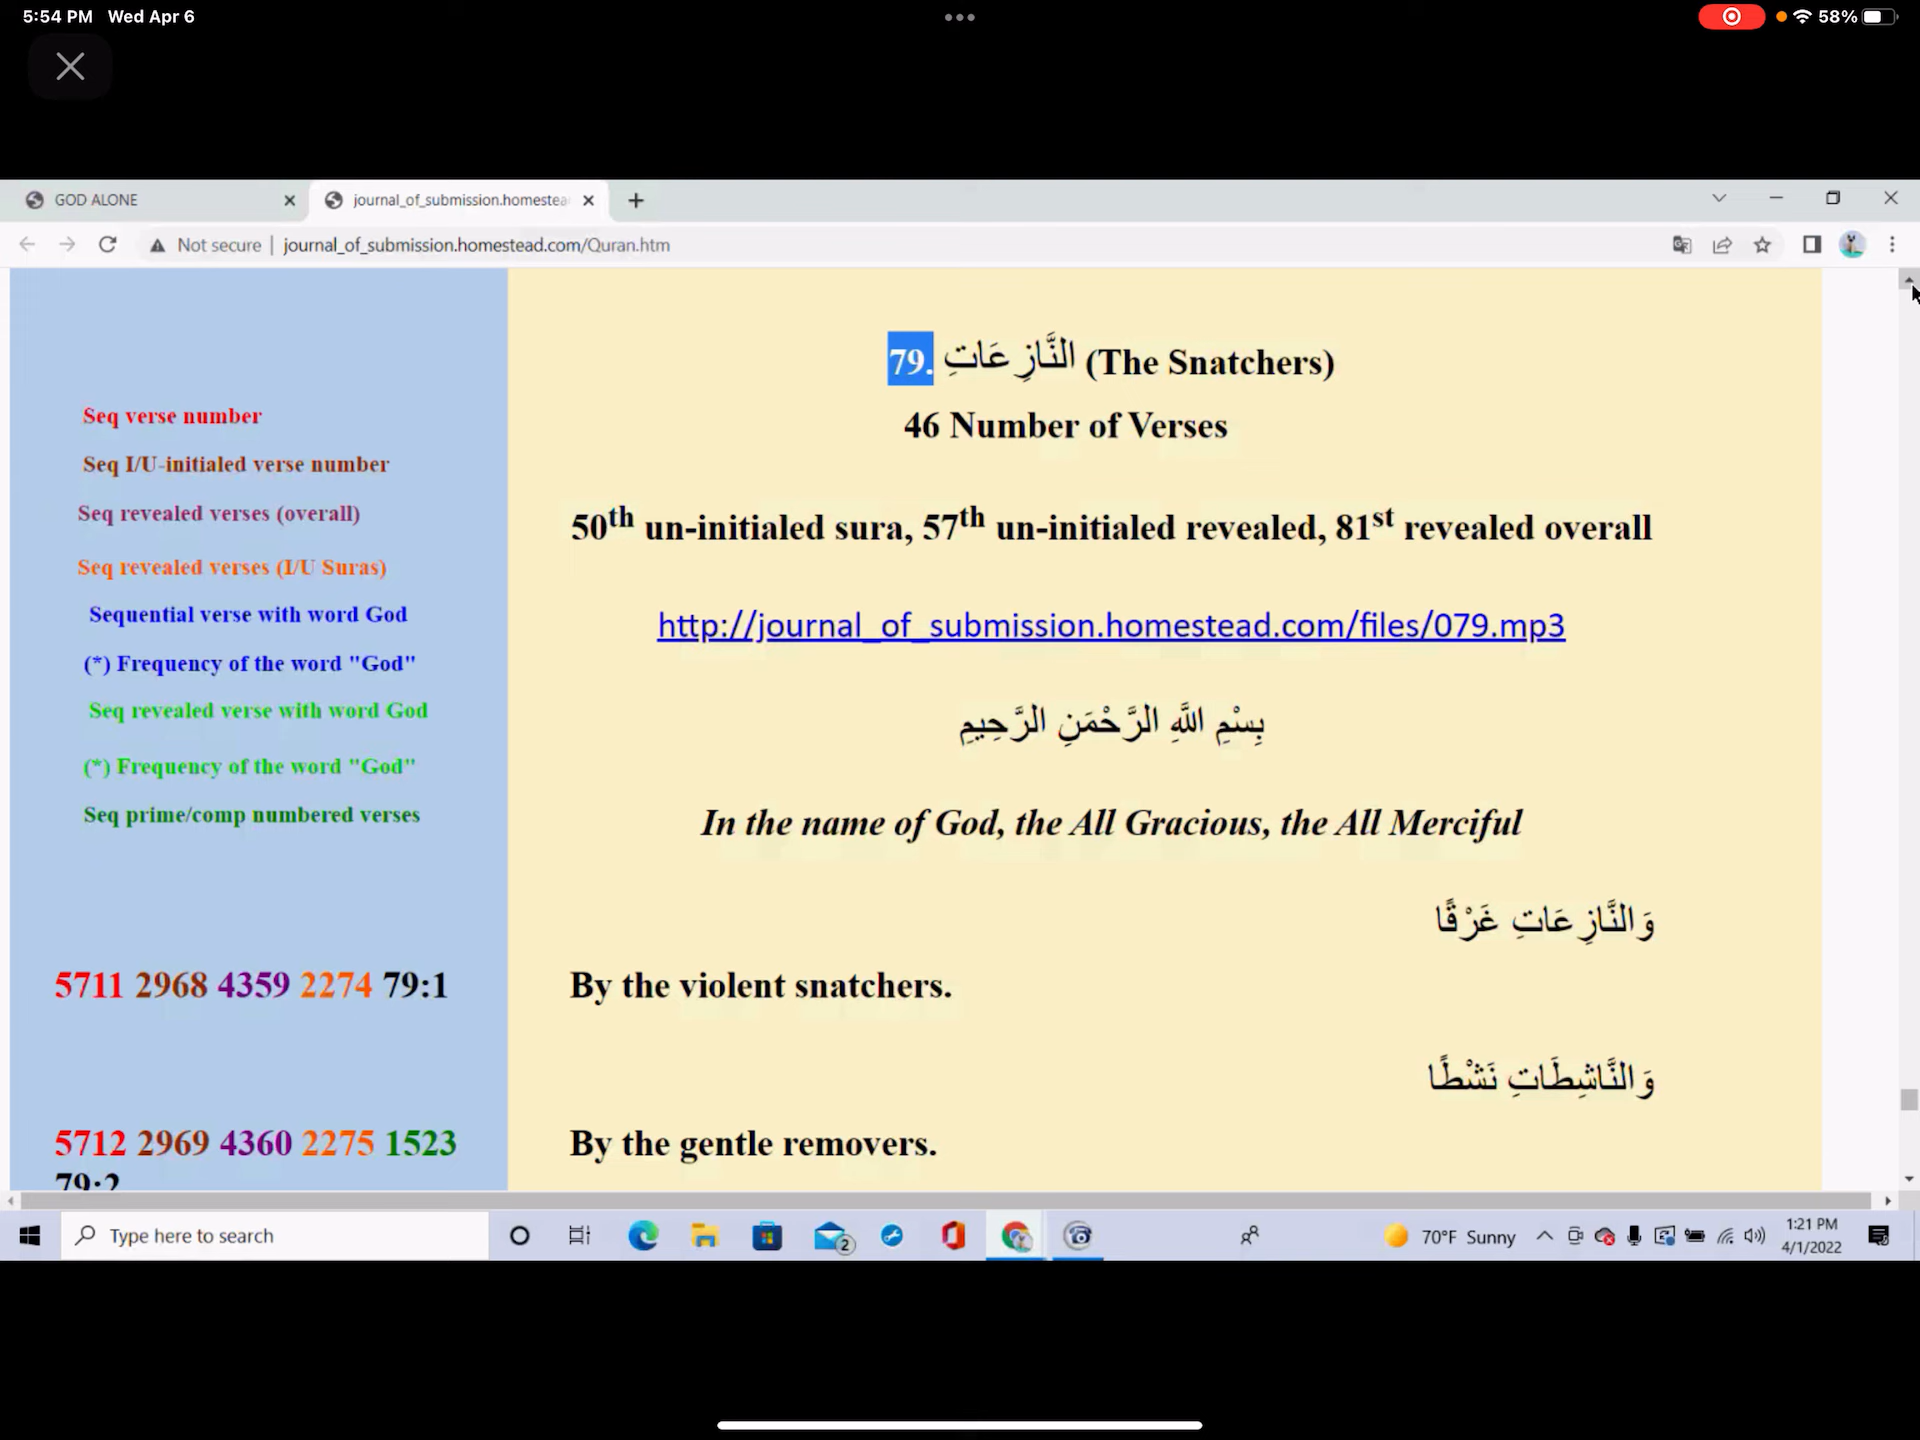 5:54 PM Wed Apr 6
58%
GOD ALONE
journal_of_submission.homestea
Not secure | journal_of_submission.homestead.com/Quran.htm
79. النَّازِعَاتِ (The Snatchers)
46 Number of Verses
50th un-initialed sura, 57th un-initialed revealed, 81st revealed overall
http://journal_of_submission.homestead.com/files/079.mp3
بِسْمِ اللَّهِ الرَّحْمَنِ الرَّحِيمِ
In the name of God, the All Gracious, the All Merciful
Seq verse number
Seq I/U-initialed verse number
Seq revealed verses (overall)
Seq revealed verses (I/U Suras)
Sequential verse with word God
(*) Frequency of the word "God"
Seq revealed verse with word God
(*) Frequency of the word "God"
Seq prime/comp numbered verses
وَالنَّازِعَاتِ غَرْقًا
5711 2968 4359 2274 79:1
By the violent snatchers.
وَالنَّاشِطَاتِ نَشْطًا
5712 2969 4360 2275 1523
79:2
By the gentle removers.
Type here to search
2
70°F Sunny
1:21 PM
4/1/2022